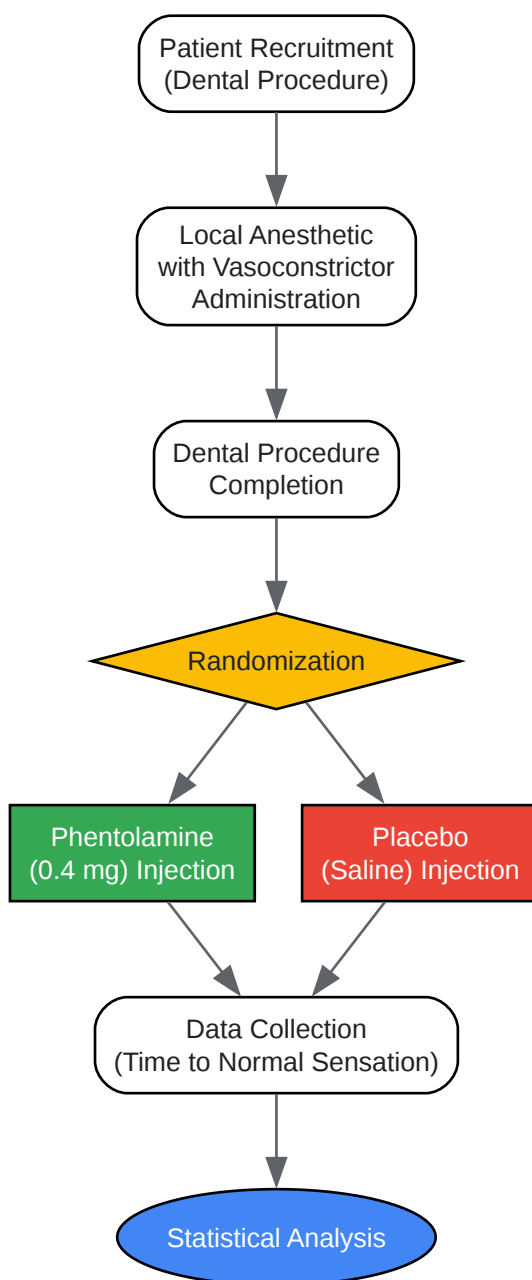 Patient Recruitment
(Dental Procedure)
Local Anesthetic
with Vasoconstrictor
Administration
Dental Procedure
Completion
Randomization
Phentolamine
(0.4 mg) Injection
Placebo
(Saline) Injection
Data Collection
(Time to Normal Sensation)
Statistical Analysis